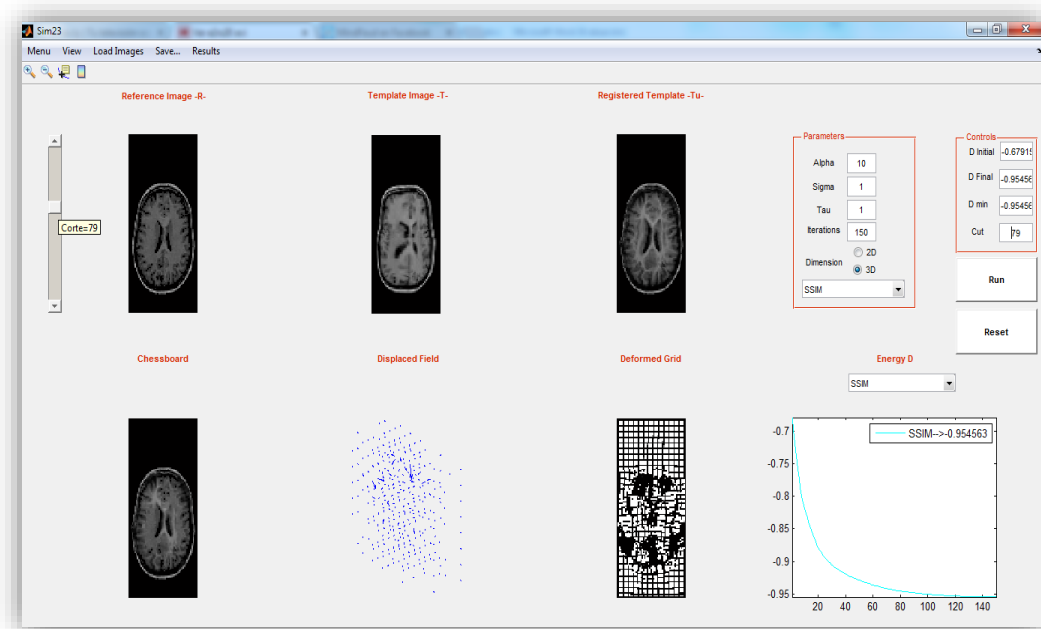 Sim23
Menu View Load Images Save... Results
Reference Image -R-
Template Image -T-
Registered Template -Tu-
Corte=79
Parameters
Alpha 10
Sigma 1
Tau 1
Iterations 150
Dimension
2D
3D
SSIM
Controls
D Initial -0.67915
D Final -0.95456
D min -0.95456
Cut 79
Run
Reset
Chessboard
Displaced Field
Deformed Grid
Energy D
SSIM
SSIM-->-0.954563
-0.7
-0.75
-0.8
-0.85
-0.9
-0.95
20 40 60 80 100 120 140